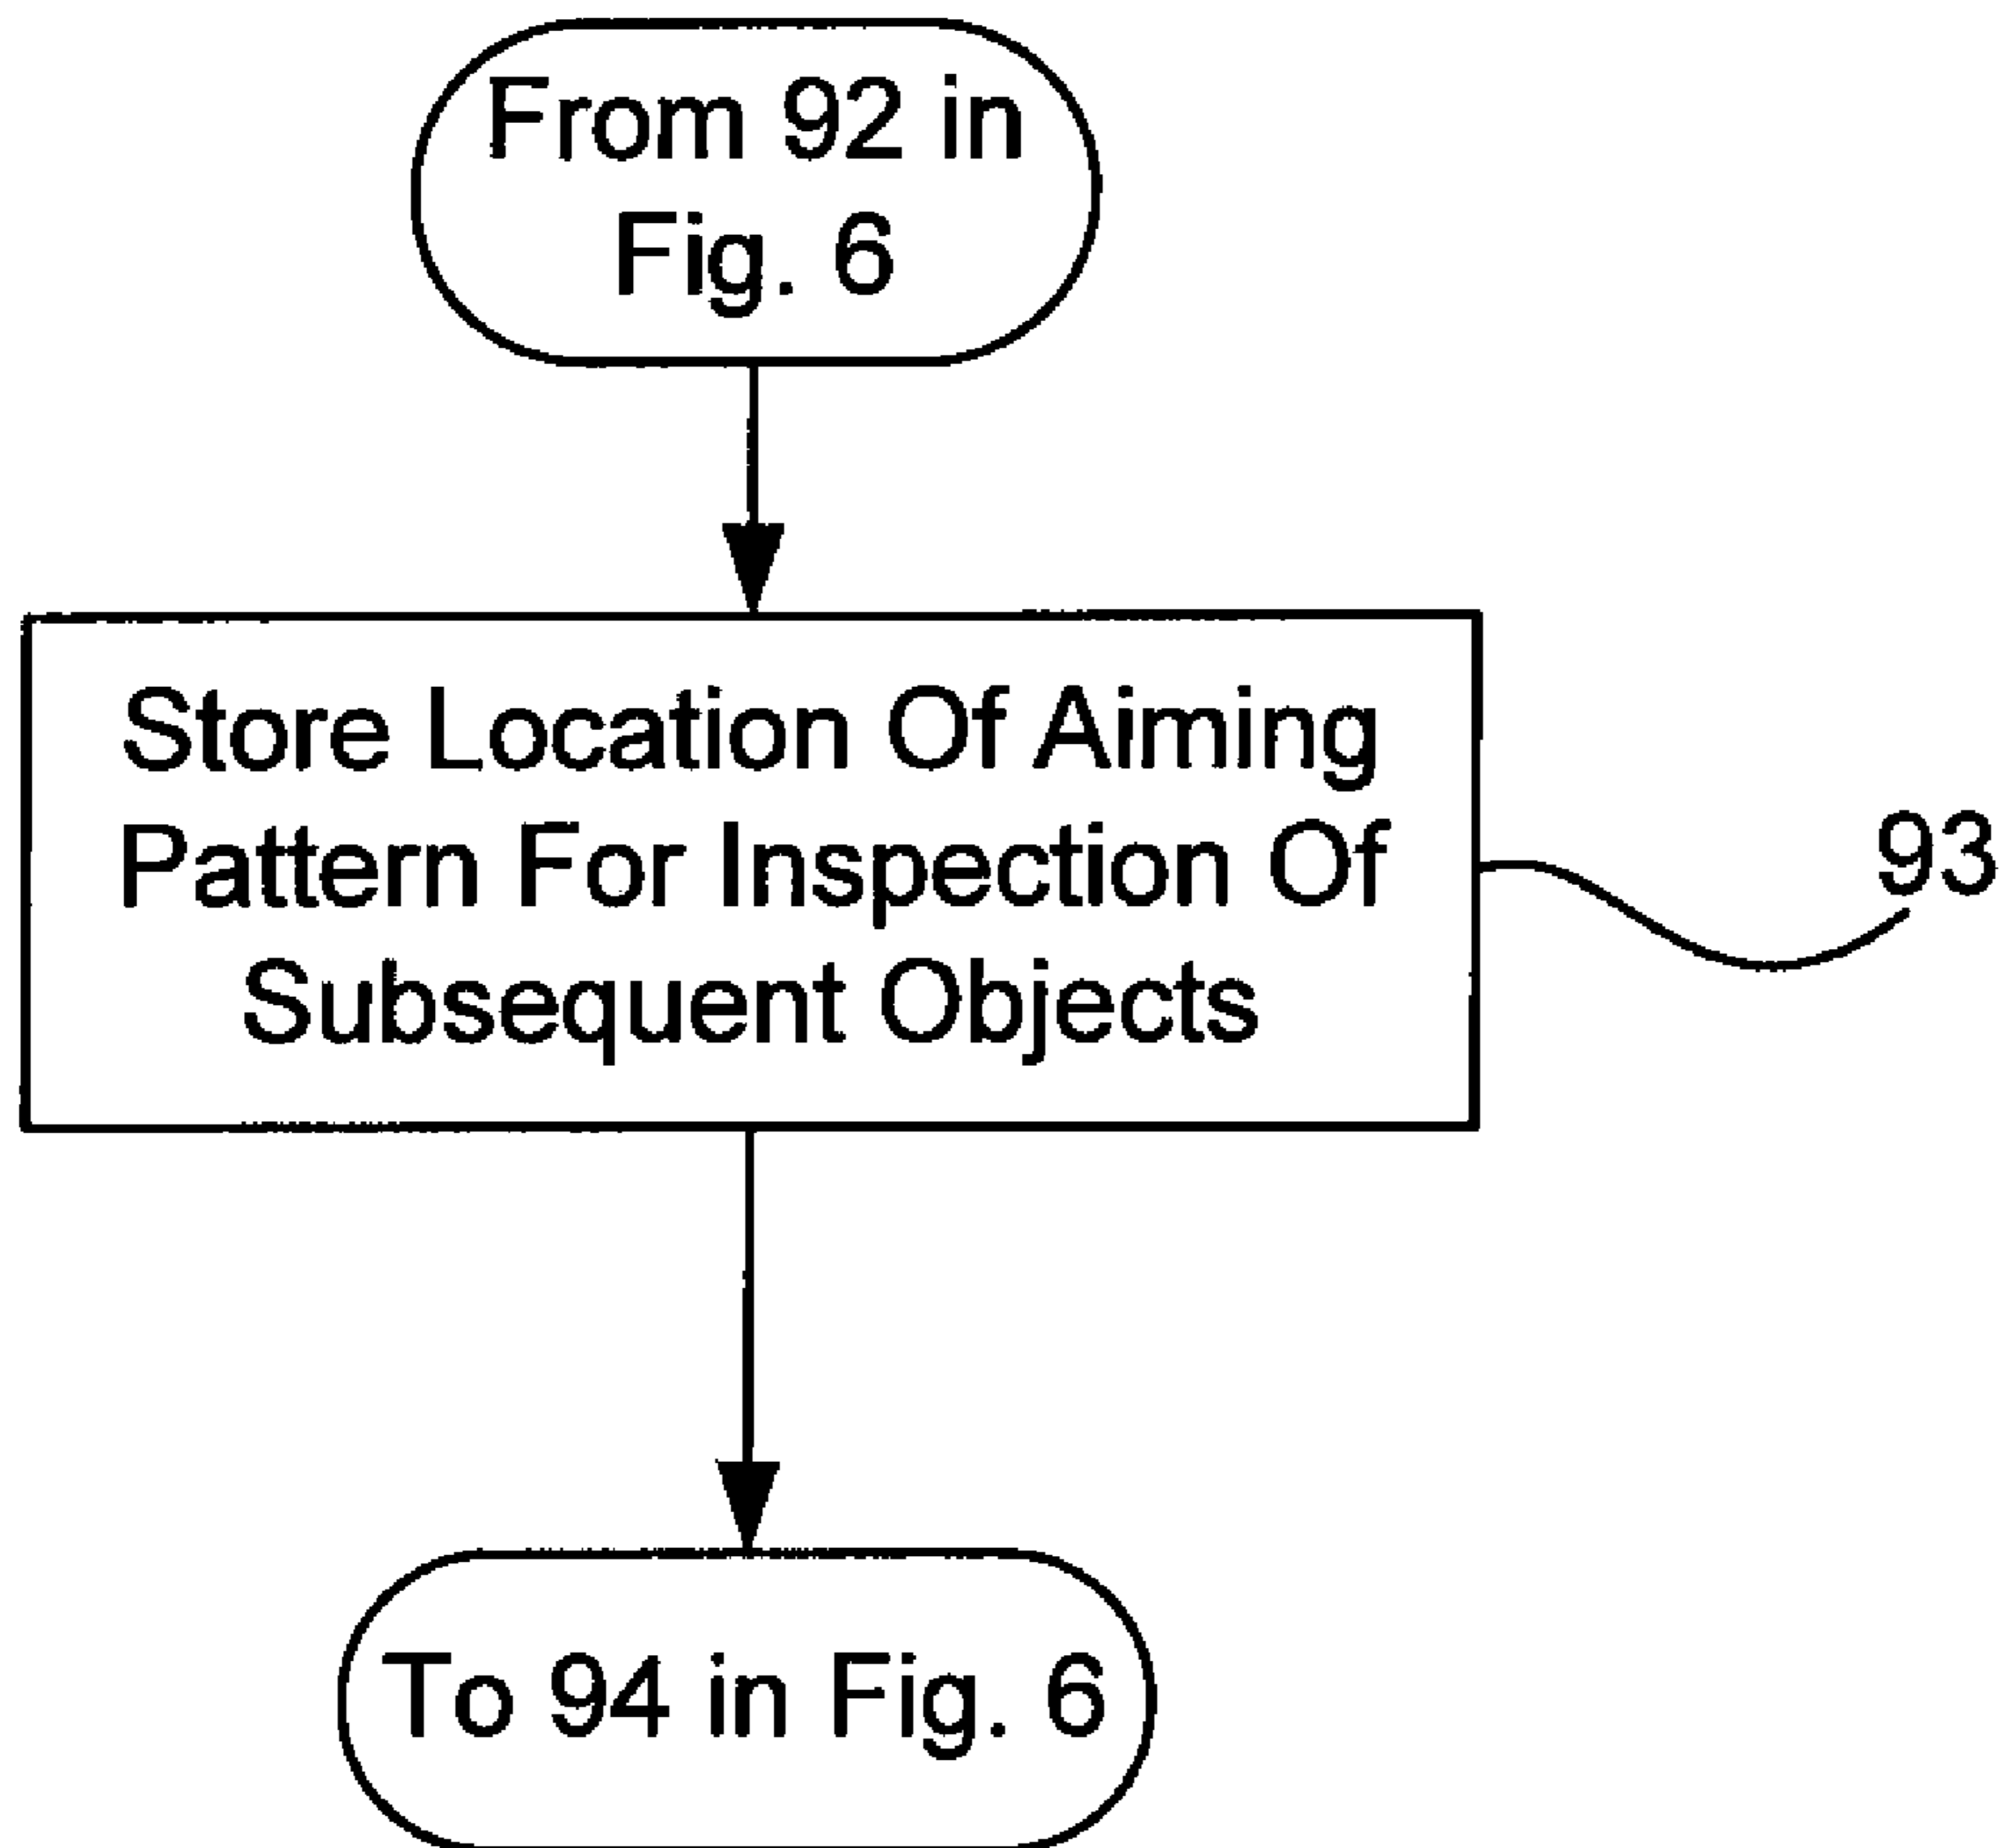 From 92 in
Fig. 6
Store Location Of Aiming
Pattern For Inspection Of
Subsequent Objects
93
To 94 in Fig. 6